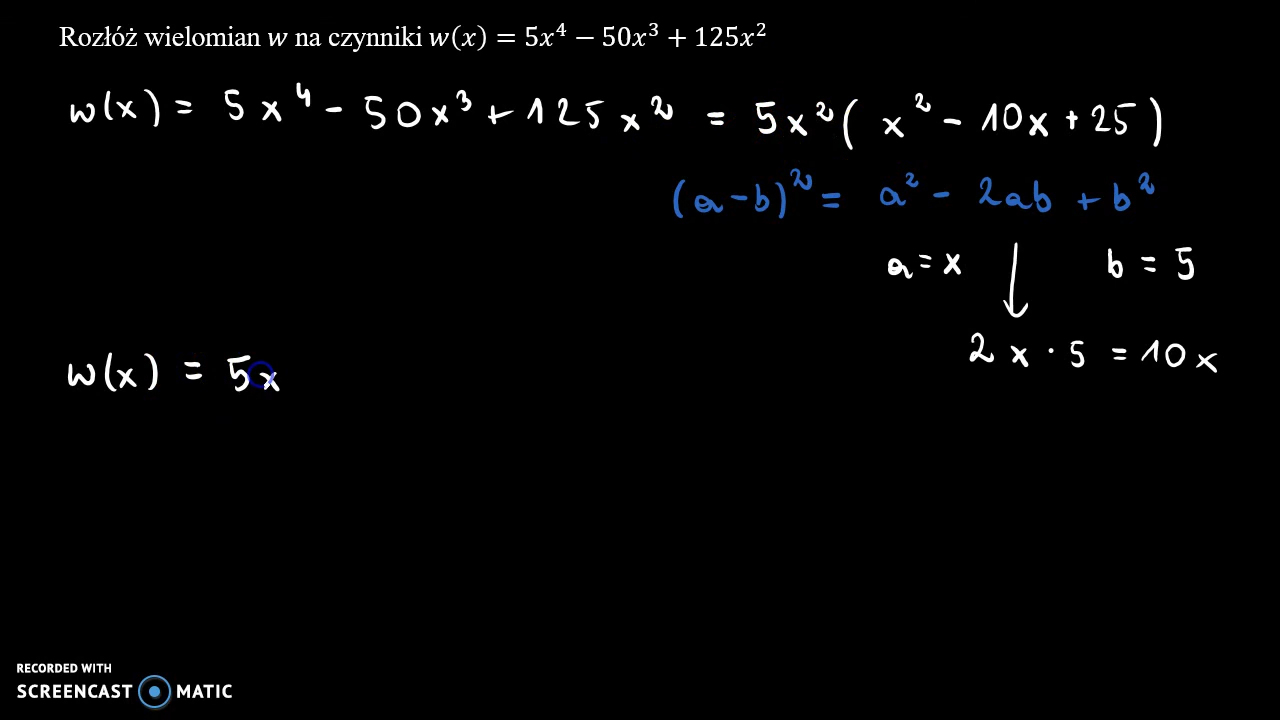 Rozłóż wielomian w na czynniki w(x) = 5x⁴ − 50x³ + 125x²
w(x) = 5x⁴ - 50x³ + 125x² = 5x²(x² - 10x + 25)
(a-b)² = a² - 2ab + b²
a = x b = 5
2x · 5 = 10x
w(x) = 5x
RECORDED WITH
SCREENCAST MATIC